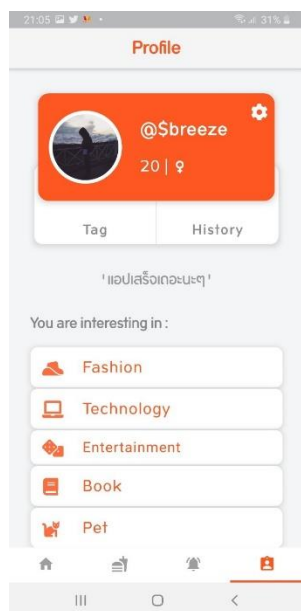 21:05
31%
Profile
@$breeze
20 | ♀
Tag
History
'แอปเสร็จเถอะนะๆ'
You are interesting in :
Fashion
Technology
Entertainment
Book
Pet